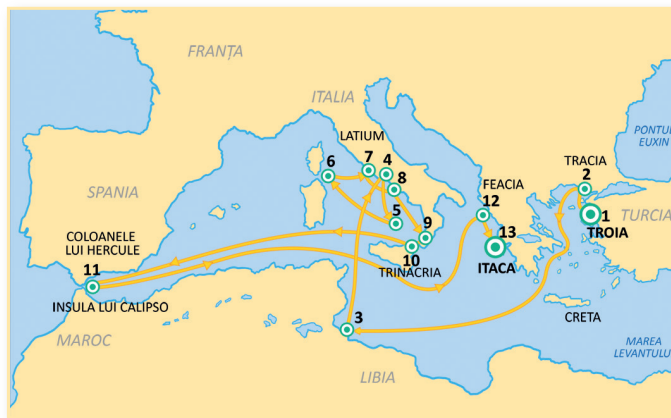 FRANȚA
ITALIA
LATIUM
PONTUL
EUXIN
TRACIA
2
6
7
4
8
SPANIA
FEACIA
12
1
TROIA
TURCIA
5
9
13
COLOANELE
LUI HERCULE
10
TRINACRIA
ITACA
11
INSULA LUI CALIPSO
3
CRETA
MAROC
MAREA
LEVANTULUI
LIBIA